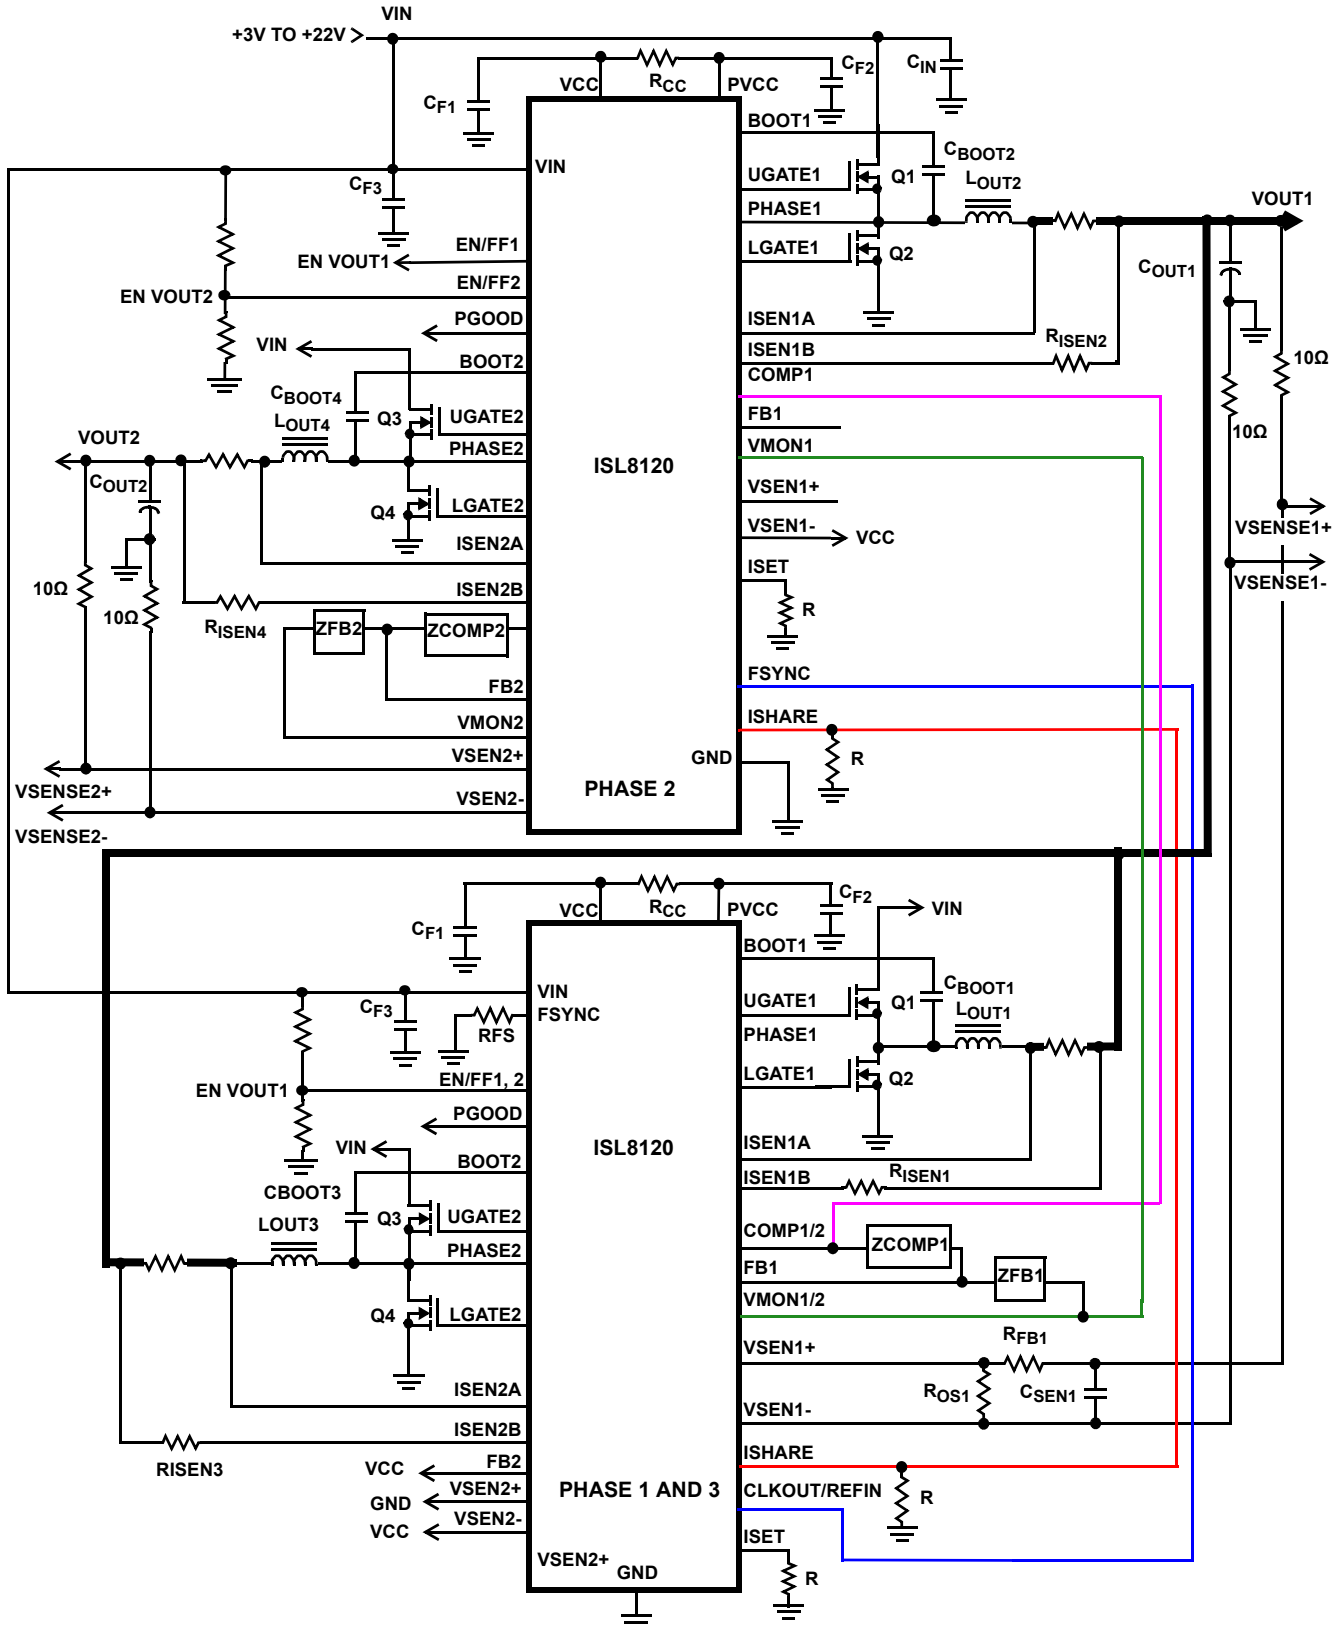 VIN
+3V TO +22V
CF1
VCC
RCC
PVCC
CF2
CIN
BOOT1
CBOOT2
LOUT2
VIN
CF3
UGATE1
Q1
PHASE1
VOUT1
LGATE1
Q2
EN/FF1
EN VOUT1
EN/FF2
EN VOUT2
COUT1
PGOOD
ISEN1A
VIN
BOOT2
ISEN1B
RISEN2
10Ω
COMP1
CBOOT4
LOUT4
Q3
UGATE2
FB1
10Ω
VOUT2
PHASE2
VMON1
ISL8120
COUT2
Q4
LGATE2
VSEN1+
VSENSE1+
VSEN1-
VCC
ISEN2A
ISET
VSENSE1-
10Ω
10Ω
ISEN2B
R
RISEN4
ZFB2
ZCOMP2
FSYNC
FB2
VMON2
ISHARE
VSEN2+
GND
R
VSENSE2+
VSEN2-
PHASE 2
VSENSE2-
CF1
VCC
RCC
PVCC
CF2
VIN
BOOT1
VIN
CBOOT1
LOUT1
CF3
FSYNC
RFS
UGATE1
Q1
PHASE1
EN VOUT1
EN/FF1, 2
LGATE1
Q2
PGOOD
VIN
BOOT2
ISL8120
ISEN1A
ISEN1B
RISEN1
CBOOT3
LOUT3
Q3
UGATE2
COMP1/2
ZCOMP1
PHASE2
FB1
ZFB1
VMON1/2
Q4
LGATE2
VSEN1+
RFB1
ISEN2A
ROS1
CSEN1
VSEN1-
ISEN2B
ISHARE
RISEN3
VCC
FB2
GND
VSEN2+
PHASE 1 AND 3
CLKOUT/REFIN
R
VCC
VSEN2-
ISET
VSEN2+
GND
R